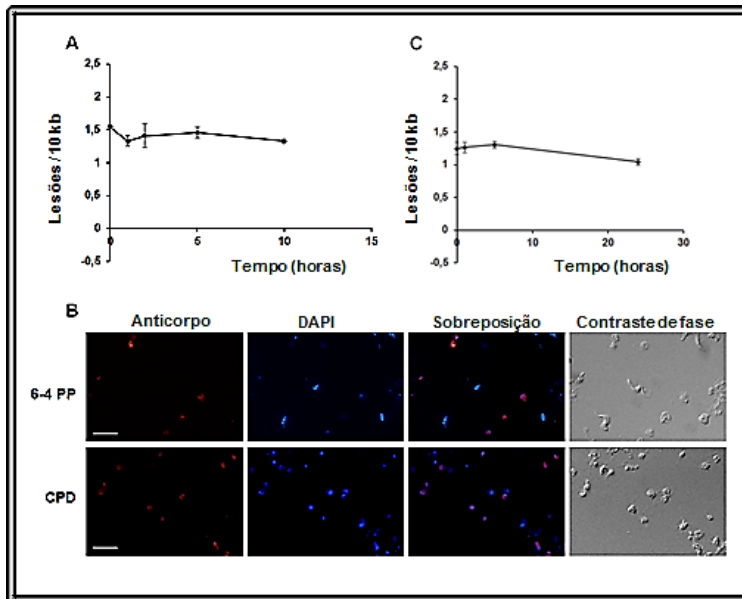 A
2,5
2
1,5
1
0,5
0
-0,5
Lesões / 10 kb
0
5
10
15
Tempo (horas)
C
2,5
2
1,5
1
0,5
0
-0,5
Lesões / 10 kb
0
10
20
30
Tempo (horas)
B
Anticorpo
DAPI
Sobreposição
Contraste de fase
6-4 PP
CPD